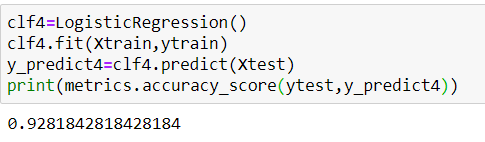 clf4=LogisticRegression()
clf4.fit(Xtrain,ytrain)
y_predict4=clf4.predict(Xtest)
print(metrics.accuracy_score(ytest,y_predict4))
0.9281842818428184